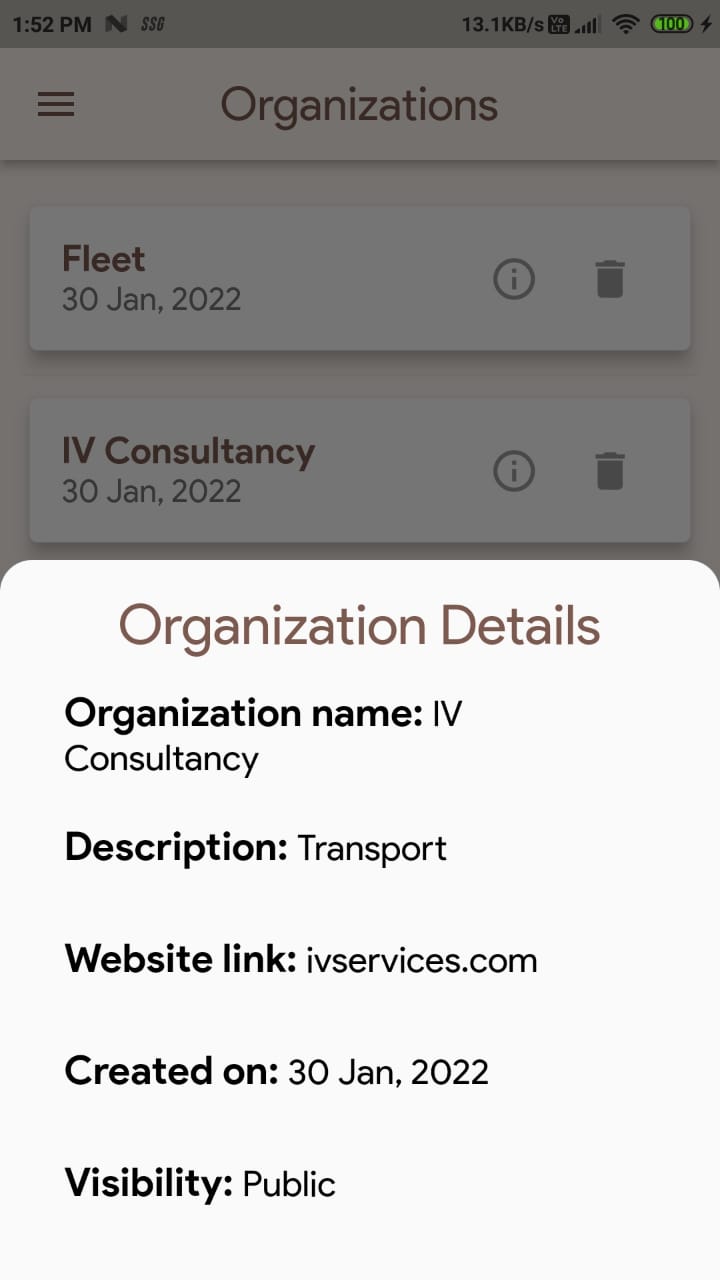 1:52 PM N SSG 13.1KB/s Vo LTE 100
Organizations
Fleet
30 Jan, 2022
IV Consultancy
30 Jan, 2022
Organization Details
Organization name: IV
Consultancy
Description: Transport
Website link: ivservices.com
Created on: 30 Jan, 2022
Visibility: Public